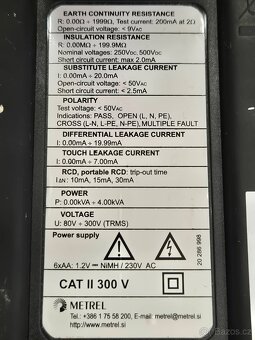 EARTH CONTINUITY RESISTANCE
R: 0.00Ω ÷ 1999Ω, Test current: 200mA at 2Ω
Open-circuit voltage: < 9VAC
INSULATION RESISTANCE
R: 0.00MΩ ÷ 199.9MΩ
Nominal voltages: 250VDC, 500VDC
Short circuit current: max 2.0mA
SUBSTITUTE LEAKAGE CURRENT
I: 0.00mA ÷ 20.0mA
Open-circuit voltage: < 50VAC
Short circuit current: < 2.5mA
POLARITY
Test voltage: < 50VAC
Indications: PASS, OPEN (L, N, PE),
CROSS (L-N, L-PE, N-PE), MULTIPLE FAULT
DIFFERENTIAL LEAKAGE CURRENT
I: 0.00mA ÷ 19.99mA
TOUCH LEAKAGE CURRENT
I: 0.00mA ÷ 7.00mA
RCD, portable RCD: trip-out time
IΔN: 10mA, 15mA, 30mA
POWER
P: 0.00kVA ÷ 4.00kVA
VOLTAGE
U: 80V ÷ 300V (TRMS)
Power supply
6xAA: 1.2V⎓ NiMH / 230V AC
20 286 998
CAT II 300 V
METREL
Tel.: +386 1 75 58 200, E-mail: metrel@metrel.si
http://www.metrel.si